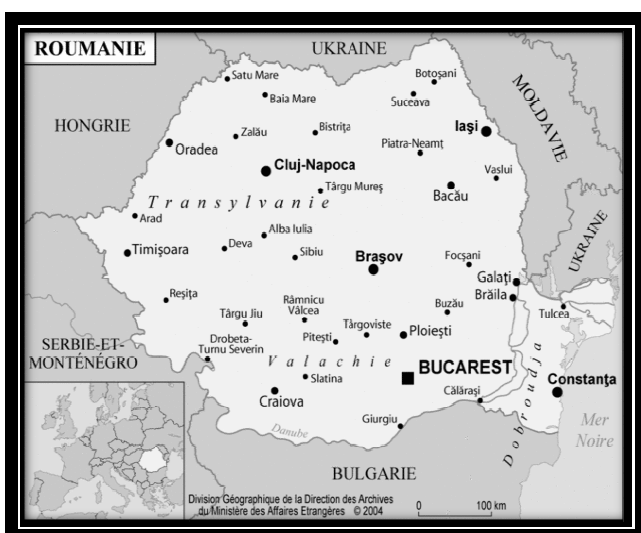 ROUMANIE
UKRAINE
Satu Mare
Botoşani
Baia Mare
Suceava
MOLDAVIE
HONGRIE
Zalău
Bistriţa
Iaşi
Oradea
Piatra-Neamţ
Cluj-Napoca
Vaslui
Târgu Mureş
Bacău
Transylvanie
Arad
UKRAINE
Alba Iulia
Timişoara
Deva
Sibiu
Braşov
Focşani
Galaţi
Brăila
Reşiţa
Râmnicu
Vâlcea
Buzău
Tulcea
Târgu Jiu
Târgoviste
Ploieşti
Piteşti
SERBIE-ET-
MONTÉNÉGRO
Drobeta-
Turnu Severin
Valachie
BUCAREST
Slatina
Călăraşi
Constanţa
Craiova
Dobroudja
Giurgiu
Mer
Noire
Danube
BULGARIE
Division Géographique de la Direction des Archives
du Ministère des Affaires Etrangères © 2004
0 100 km